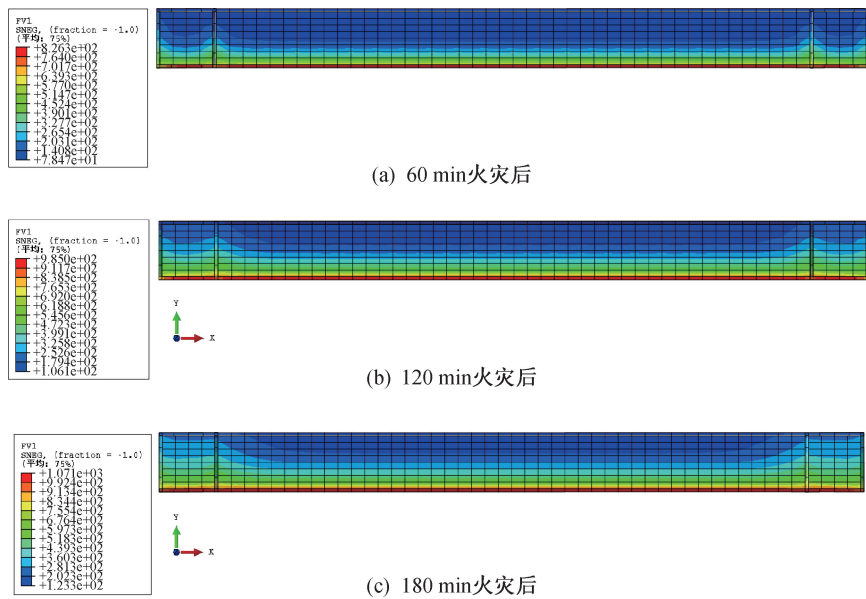 FV1
SNEG, (fraction = -1.0)
(平均: 75%)
+8.263e+02
+7.640e+02
+7.017e+02
+6.393e+02
+5.770e+02
+5.147e+02
+4.524e+02
+3.901e+02
+3.277e+02
+2.654e+02
+2.031e+02
+1.408e+02
+7.847e+01
(a) 60 min火灾后
FV1
SNEG, (fraction = -1.0)
(平均: 75%)
+9.850e+02
+9.117e+02
+8.385e+02
+7.653e+02
+6.920e+02
+6.188e+02
+5.456e+02
+4.723e+02
+3.991e+02
+3.258e+02
+2.526e+02
+1.794e+02
+1.061e+02
Y
X
(b) 120 min火灾后
FV1
SNEG, (fraction = -1.0)
(平均: 75%)
+1.071e+03
+9.924e+02
+9.134e+02
+8.344e+02
+7.554e+02
+6.764e+02
+5.973e+02
+5.183e+02
+4.393e+02
+3.603e+02
+2.813e+02
+2.023e+02
+1.233e+02
Y
X
(c) 180 min火灾后